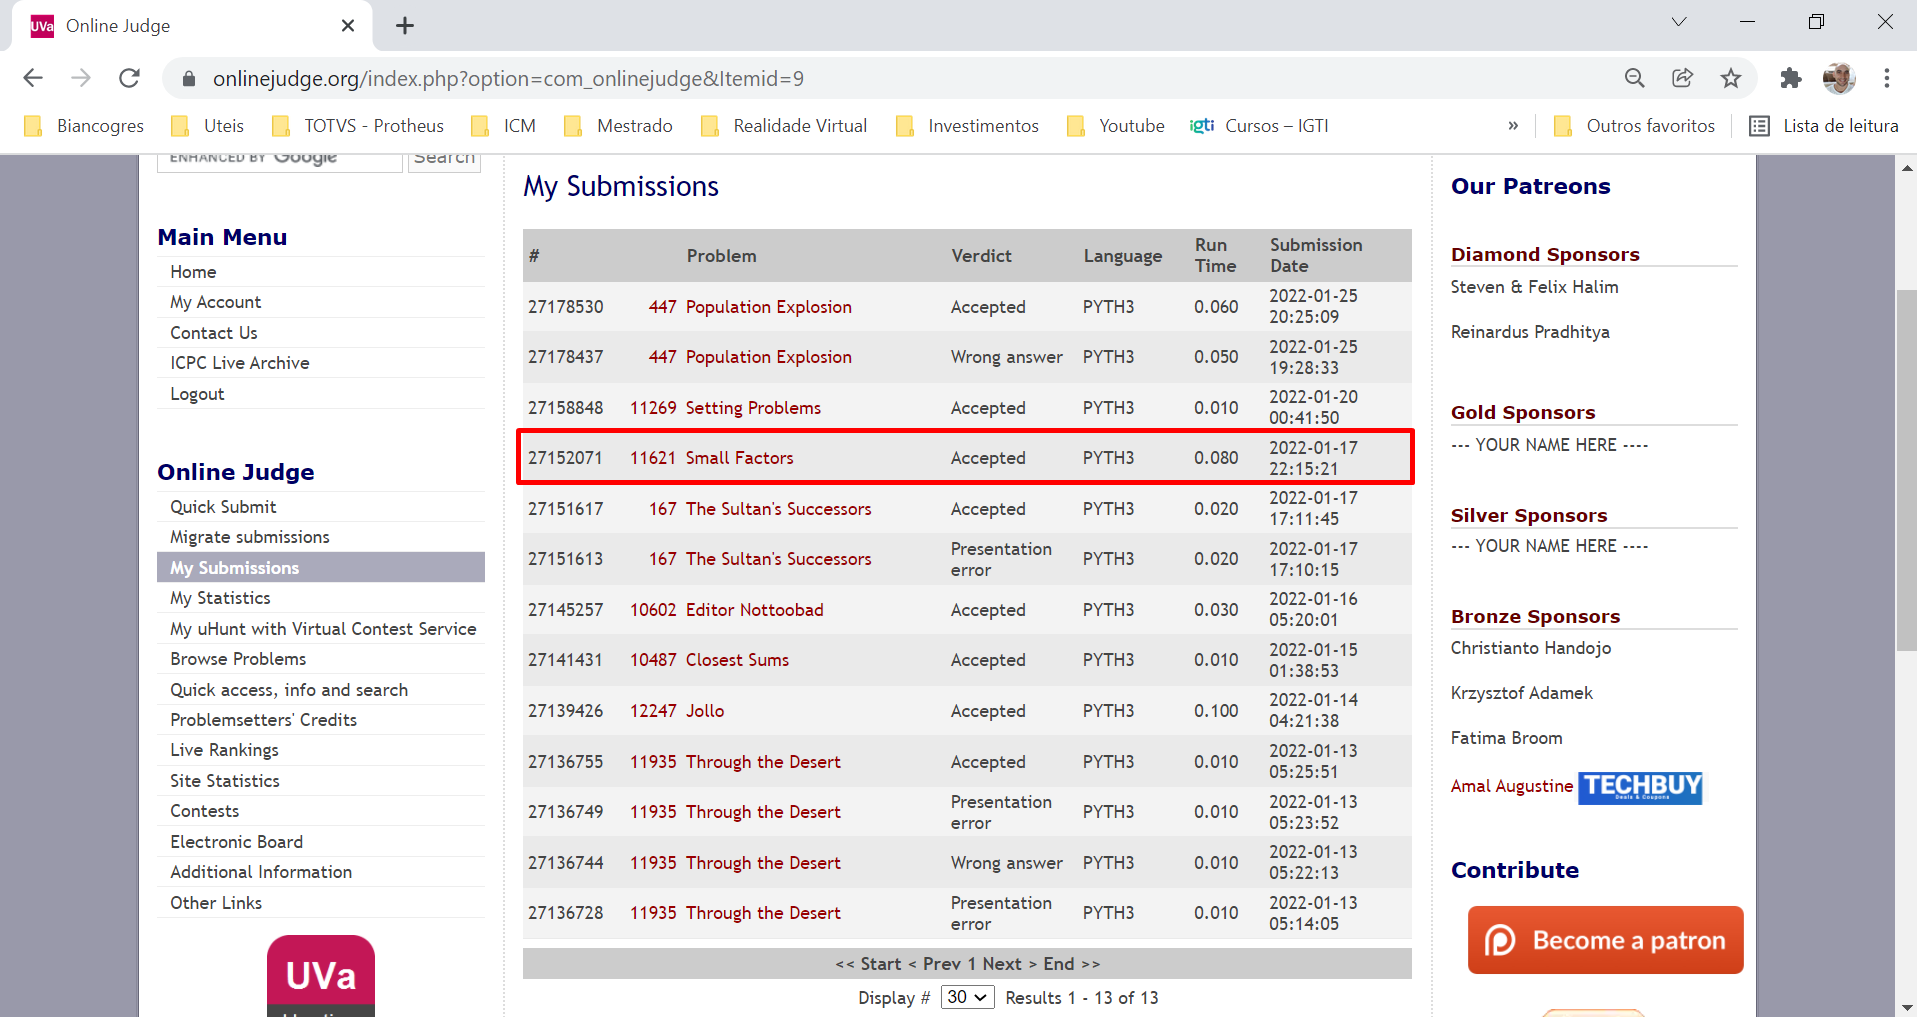 UVa Online Judge
onlinejudge.org/index.php?option=com_onlinejudge&Itemid=9
Biancogres Uteis TOTVS - Protheus ICM Mestrado Realidade Virtual Investimentos Youtube igti Cursos – IGTI » Outros favoritos Lista de leitura
ENHANCED BY Google Search
Main Menu
Home
My Account
Contact Us
ICPC Live Archive
Logout
Online Judge
Quick Submit
Migrate submissions
My Submissions
My Statistics
My uHunt with Virtual Contest Service
Browse Problems
Quick access, info and search
Problemsetters' Credits
Live Rankings
Site Statistics
Contests
Electronic Board
Additional Information
Other Links
UVa
My Submissions
# Problem Verdict Language Run Time Submission Date
27178530 447 Population Explosion Accepted PYTH3 0.060 2022-01-25 20:25:09
27178437 447 Population Explosion Wrong answer PYTH3 0.050 2022-01-25 19:28:33
27158848 11269 Setting Problems Accepted PYTH3 0.010 2022-01-20 00:41:50
27152071 11621 Small Factors Accepted PYTH3 0.080 2022-01-17 22:15:21
27151617 167 The Sultan's Successors Accepted PYTH3 0.020 2022-01-17 17:11:45
27151613 167 The Sultan's Successors Presentation error PYTH3 0.020 2022-01-17 17:10:15
27145257 10602 Editor Nottoobad Accepted PYTH3 0.030 2022-01-16 05:20:01
27141431 10487 Closest Sums Accepted PYTH3 0.010 2022-01-15 01:38:53
27139426 12247 Jollo Accepted PYTH3 0.100 2022-01-14 04:21:38
27136755 11935 Through the Desert Accepted PYTH3 0.010 2022-01-13 05:25:51
27136749 11935 Through the Desert Presentation error PYTH3 0.010 2022-01-13 05:23:52
27136744 11935 Through the Desert Wrong answer PYTH3 0.010 2022-01-13 05:22:13
27136728 11935 Through the Desert Presentation error PYTH3 0.010 2022-01-13 05:14:05
<< Start < Prev 1 Next > End >>
Display # 30 Results 1 - 13 of 13
Our Patreons
Diamond Sponsors
Steven & Felix Halim
Reinardus Pradhitya
Gold Sponsors
--- YOUR NAME HERE ----
Silver Sponsors
--- YOUR NAME HERE ----
Bronze Sponsors
Christianto Handojo
Krzysztof Adamek
Fatima Broom
Amal Augustine TECHBUY
Deals & Coupons
Contribute
Become a patron